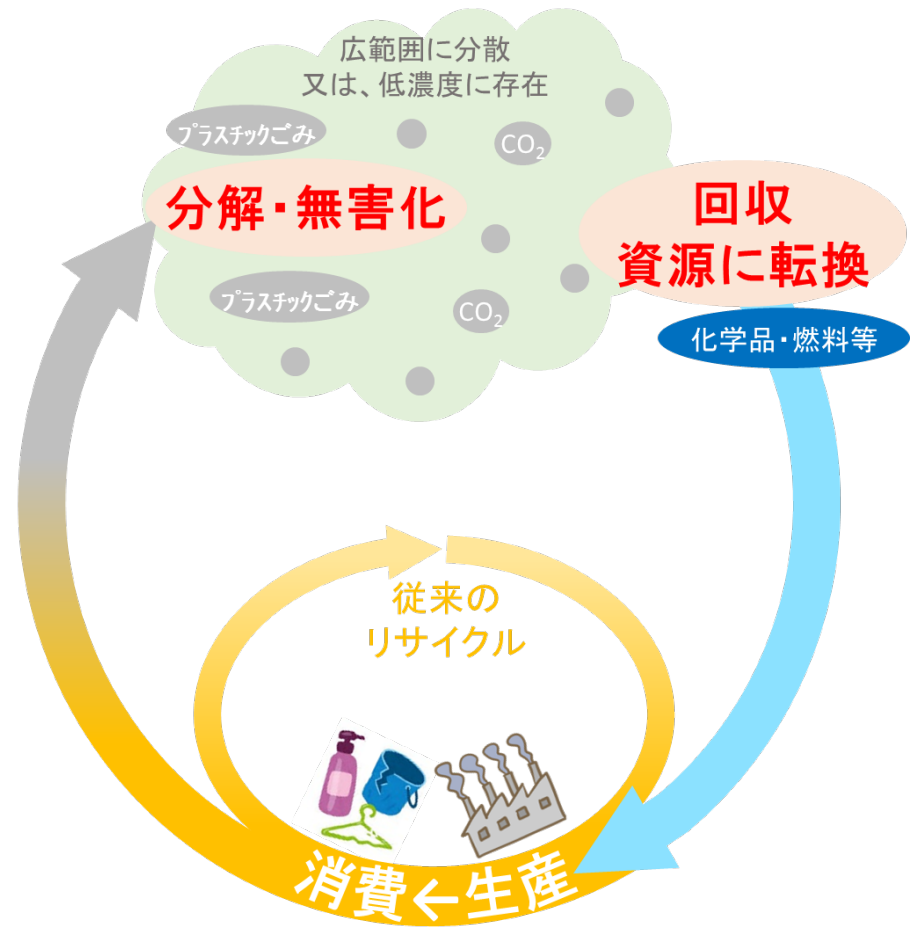 広範囲に分散
又は、低濃度に存在
プラスチックごみ
CO₂
分解・無害化
回収
資源に転換
プラスチックごみ
CO₂
化学品・燃料等
従来の
リサイクル
消費←生産